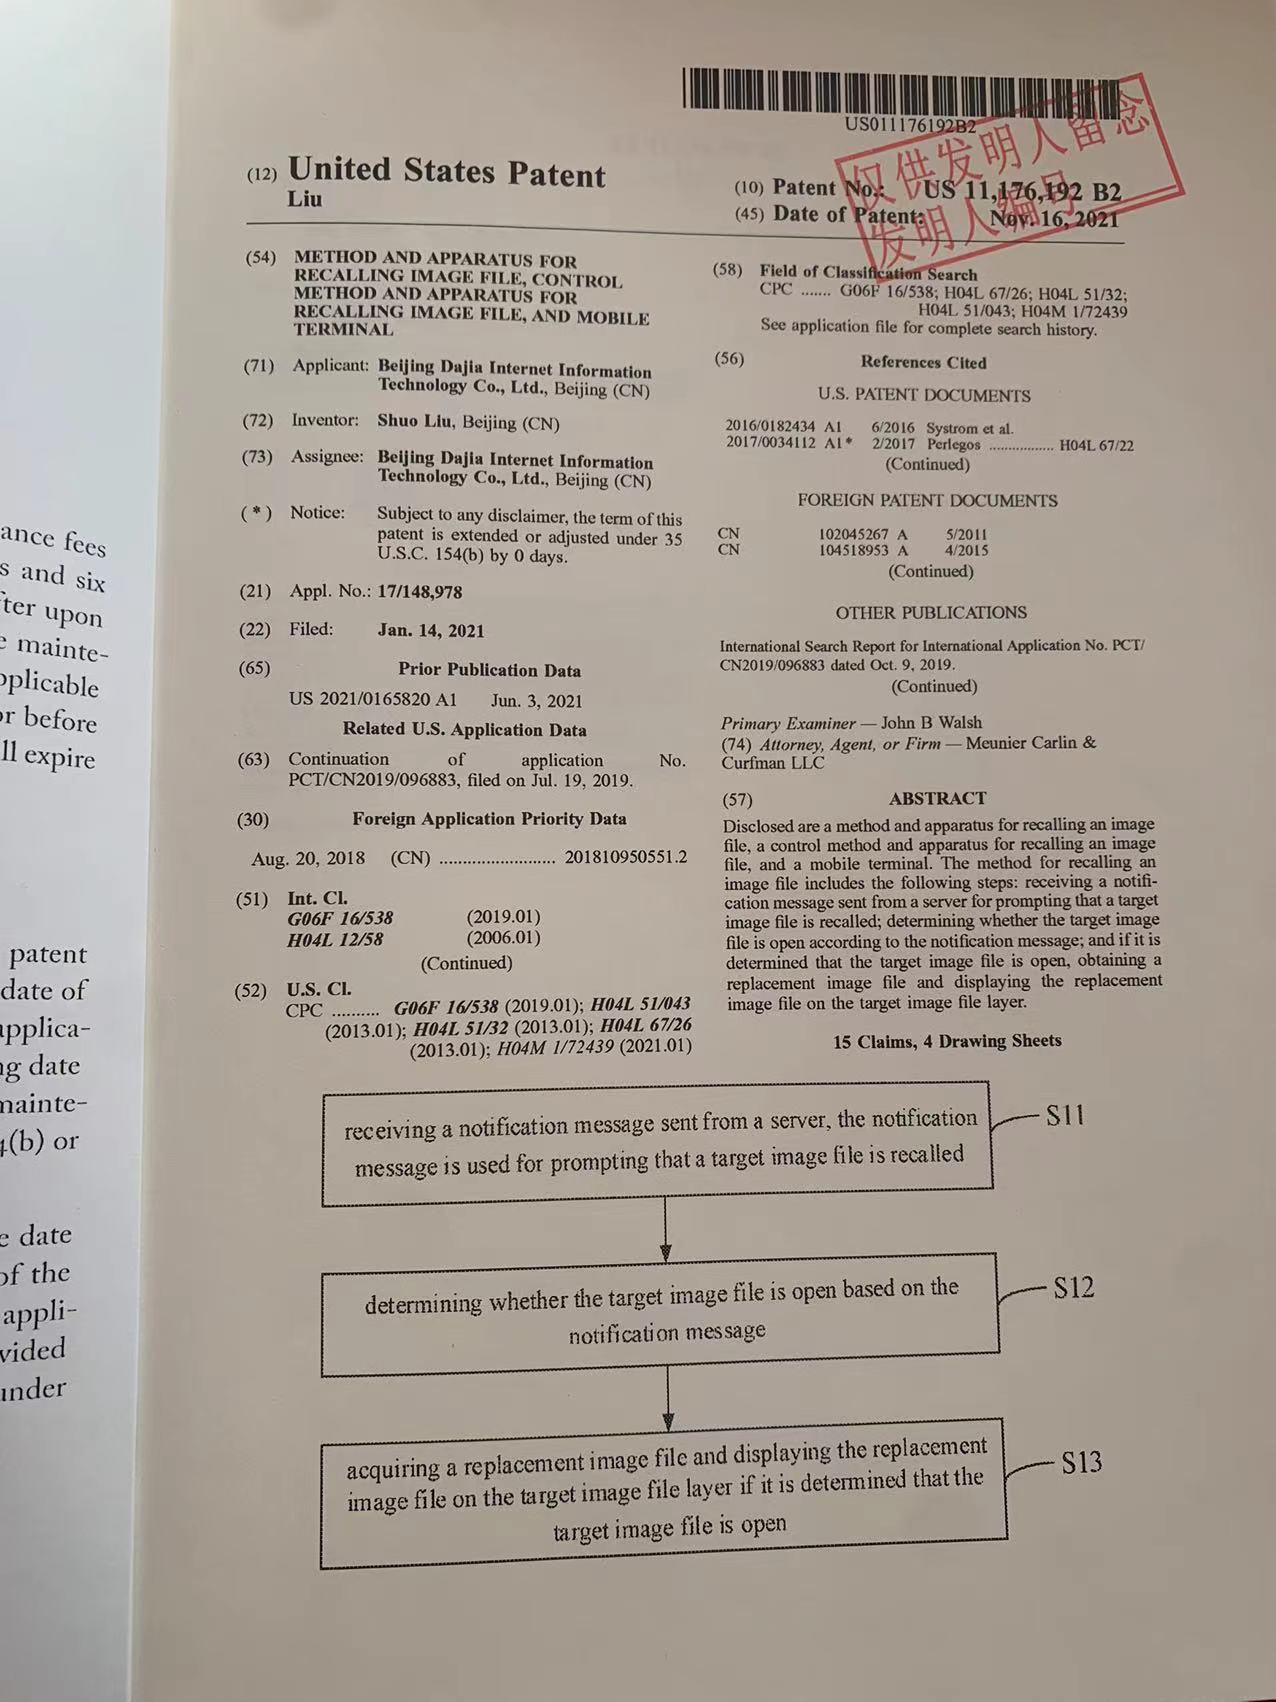 US011176192B2
仅供发明人留念
发明人编号
(12) United States Patent
Liu
(10) Patent No.: US 11,176,192 B2
(45) Date of Patent: Nov. 16, 2021
(54) METHOD AND APPARATUS FOR
RECALLING IMAGE FILE, CONTROL
METHOD AND APPARATUS FOR
RECALLING IMAGE FILE, AND MOBILE
TERMINAL
(71) Applicant: Beijing Dajia Internet Information
Technology Co., Ltd., Beijing (CN)
(72) Inventor: Shuo Liu, Beijing (CN)
(73) Assignee: Beijing Dajia Internet Information
Technology Co., Ltd., Beijing (CN)
( * ) Notice: Subject to any disclaimer, the term of this
patent is extended or adjusted under 35
U.S.C. 154(b) by 0 days.
(21) Appl. No.: 17/148,978
(22) Filed: Jan. 14, 2021
(65) Prior Publication Data
US 2021/0165820 A1 Jun. 3, 2021
Related U.S. Application Data
(63) Continuation of application No.
PCT/CN2019/096883, filed on Jul. 19, 2019.
(30) Foreign Application Priority Data
Aug. 20, 2018 (CN) .......................... 201810950551.2
(51) Int. Cl.
G06F 16/538 (2019.01)
H04L 12/58 (2006.01)
(Continued)
(52) U.S. Cl.
CPC .......... G06F 16/538 (2019.01); H04L 51/043
(2013.01); H04L 51/32 (2013.01); H04L 67/26
(2013.01); H04M 1/72439 (2021.01)
(58) Field of Classification Search
CPC ....... G06F 16/538; H04L 67/26; H04L 51/32;
H04L 51/043; H04M 1/72439
See application file for complete search history.
(56) References Cited
U.S. PATENT DOCUMENTS
2016/0182434 A1 6/2016 Systrom et al.
2017/0034112 A1* 2/2017 Perlegos ................. H04L 67/22
(Continued)
FOREIGN PATENT DOCUMENTS
CN 102045267 A 5/2011
CN 104518953 A 4/2015
(Continued)
OTHER PUBLICATIONS
International Search Report for International Application No. PCT/
CN2019/096883 dated Oct. 9, 2019.
(Continued)
Primary Examiner — John B Walsh
(74) Attorney, Agent, or Firm — Meunier Carlin &
Curfman LLC
(57) ABSTRACT
Disclosed are a method and apparatus for recalling an image
file, a control method and apparatus for recalling an image
file, and a mobile terminal. The method for recalling an
image file includes the following steps: receiving a notifi-
cation message sent from a server for prompting that a target
image file is recalled; determining whether the target image
file is open according to the notification message; and if it is
determined that the target image file is open, obtaining a
replacement image file and displaying the replacement
image file on the target image file layer.
15 Claims, 4 Drawing Sheets
receiving a notification message sent from a server, the notification
message is used for prompting that a target image file is recalled
S11
determining whether the target image file is open based on the
notification message
S12
acquiring a replacement image file and displaying the replacement
image file on the target image file layer if it is determined that the
target image file is open
S13
ance fees
s and six
fter upon
e mainte-
pplicable
or before
ll expire
patent
date of
applica-
ng date
mainte-
4(b) or
e date
of the
appli-
vided
under